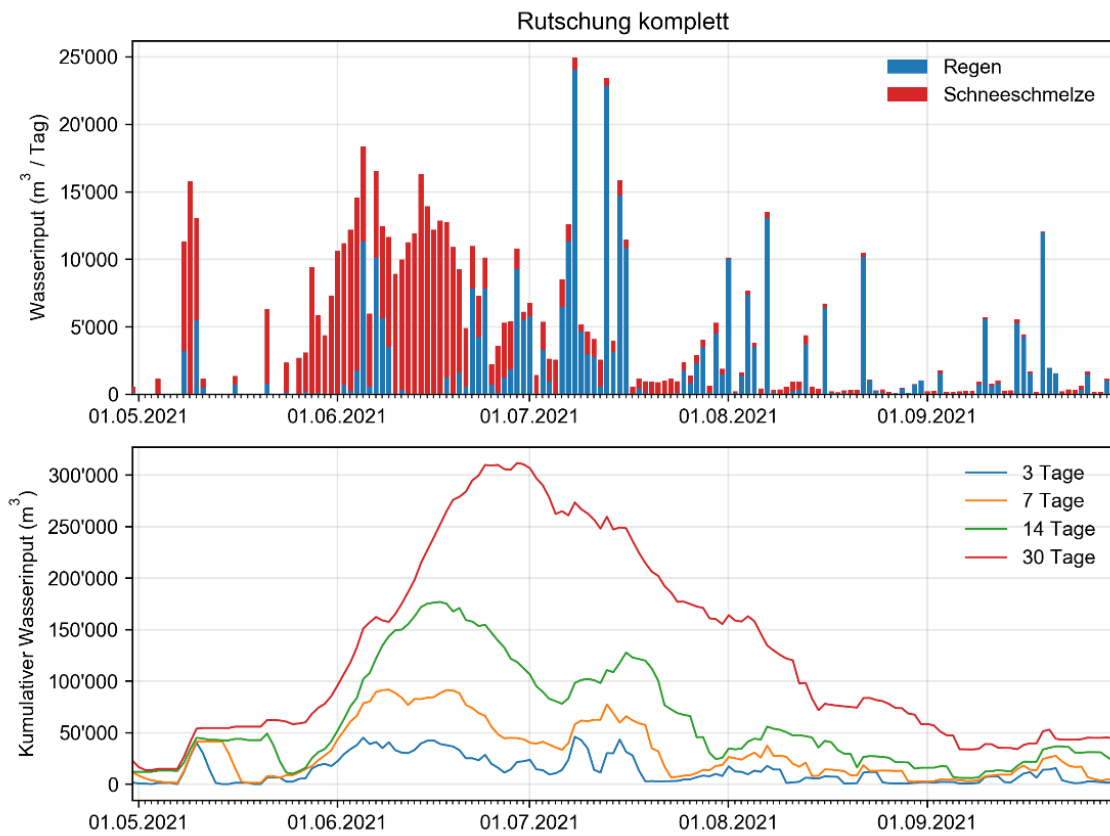 Rutschung komplett
Wasserinput (m³ / Tag)
25'000
20'000
15'000
10'000
5'000
0
Regen
Schneeschmelze
01.05.2021 01.06.2021 01.07.2021 01.08.2021 01.09.2021
Kumulativer Wasserinput (m³)
300'000
250'000
200'000
150'000
100'000
50'000
0
3 Tage
7 Tage
14 Tage
30 Tage
01.05.2021 01.06.2021 01.07.2021 01.08.2021 01.09.2021